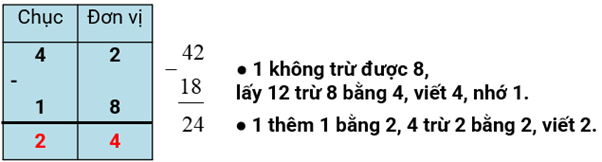 Chục Đơn vị
4 2
-
1 8
2 4
42
−
18
24
● 1 không trừ được 8,
lấy 12 trừ 8 bằng 4, viết 4, nhớ 1.
● 1 thêm 1 bằng 2, 4 trừ 2 bằng 2, viết 2.